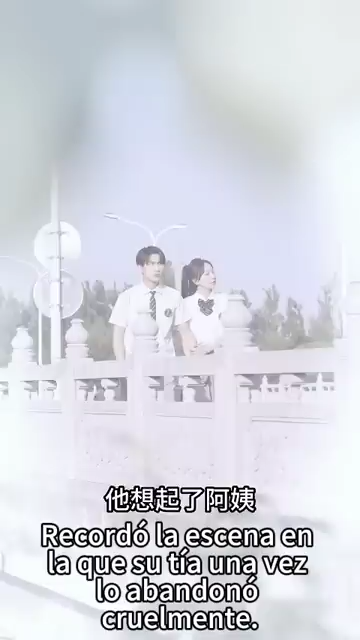 他想起了阿姨
Recordó la escena en
la que su tía una vez
lo abandonó
cruelmente.